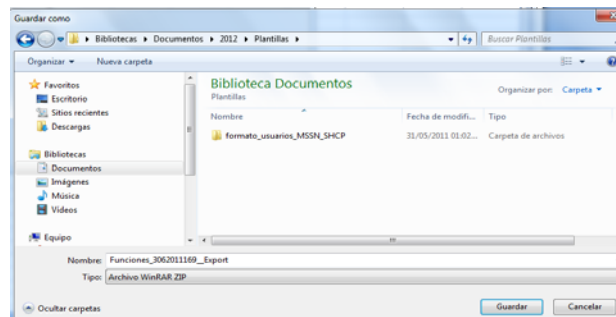 Guardar como
Bibliotecas Documentos 2012 Plantillas
Buscar Plantillas
Organizar Nueva carpeta
Favoritos
Escritorio
Sitios recientes
Descargas
Bibliotecas
Documentos
Imágenes
Música
Vídeos
Equipo
Biblioteca Documentos
Plantillas
Organizar por: Carpeta
Nombre Fecha de modifi... Tipo
formato_usuarios_MSSN_SHCP 31/05/2011 01:02... Carpeta de archivos
Nombre: Funciones_3062011169__Export
Tipo: Archivo WinRAR ZIP
Ocultar carpetas
Guardar Cancelar